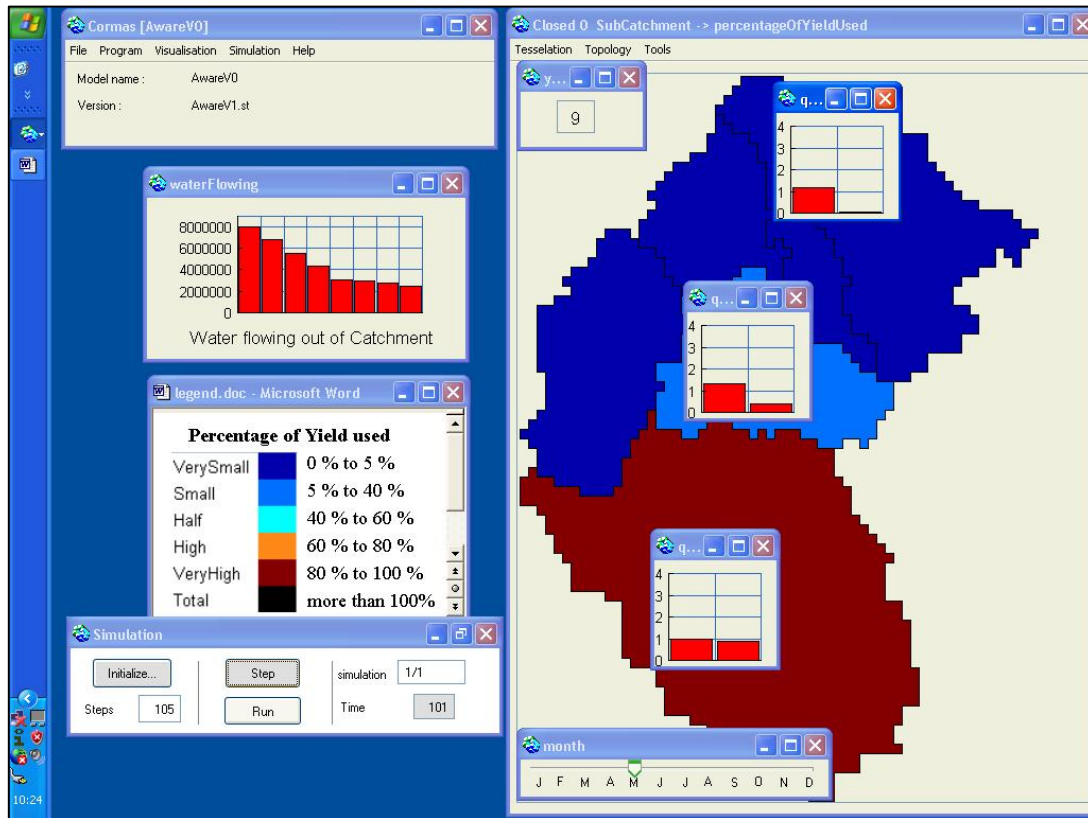 Cormas [AwareV0]
File Program Visualisation Simulation Help
Model name : AwareV0
Version : AwareV1.st
waterFlowing
8000000
6000000
4000000
2000000
0
Water flowing out of Catchment
legend.doc - Microsoft Word
Percentage of Yield used
VerySmall 0 % to 5 %
Small 5 % to 40 %
Half 40 % to 60 %
High 60 % to 80 %
VeryHigh 80 % to 100 %
Total more than 100%
Simulation
Initialize... Step simulation 1/1
Steps 105 Run Time 101
10:24
Closed 0 SubCatchment -> percentageOfYieldUsed
Tesselation Topology Tools
y...
9
q...
4
3
2
1
0
q...
4
3
2
1
0
q...
4
3
2
1
0
month
J F M A M J J A S O N D